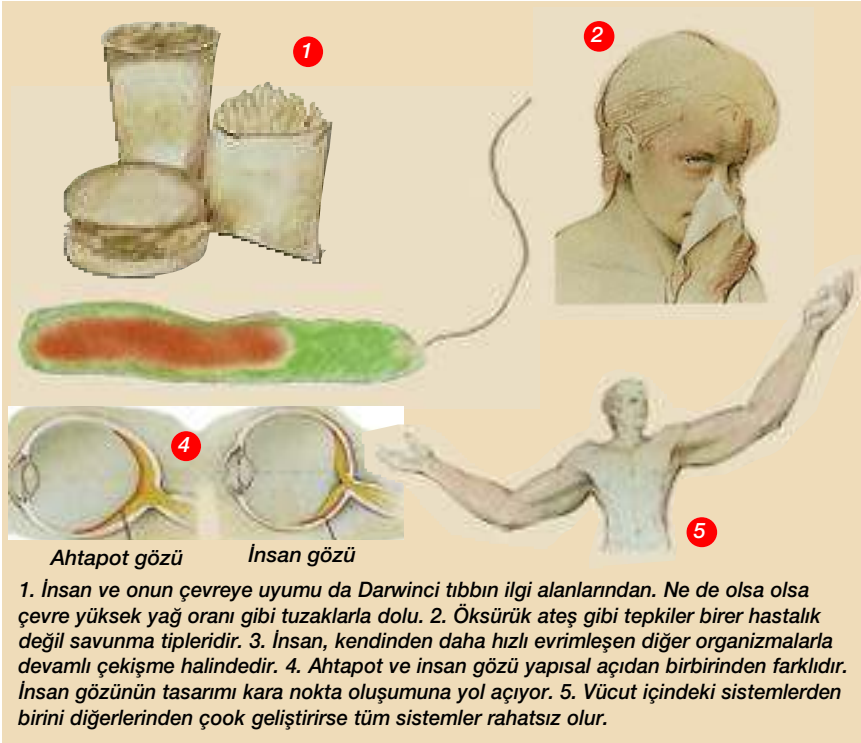 1
2
4
5
Ahtapot gözü
İnsan gözü
1. İnsan ve onun çevreye uyumu da Darwinci tıbbın ilgi alanlarından. Ne de olsa olsa
çevre yüksek yağ oranı gibi tuzaklarla dolu. 2. Öksürük ateş gibi tepkiler birer hastalık
değil savunma tipleridir. 3. İnsan, kendinden daha hızlı evrimleşen diğer organizmalarla
devamlı çekişme halindedir. 4. Ahtapot ve insan gözü yapısal açıdan birbirinden farklıdır.
İnsan gözünün tasarımı kara nokta oluşumuna yol açıyor. 5. Vücut içindeki sistemlerden
birini diğerlerinden çook geliştirirse tüm sistemler rahatsız olur.